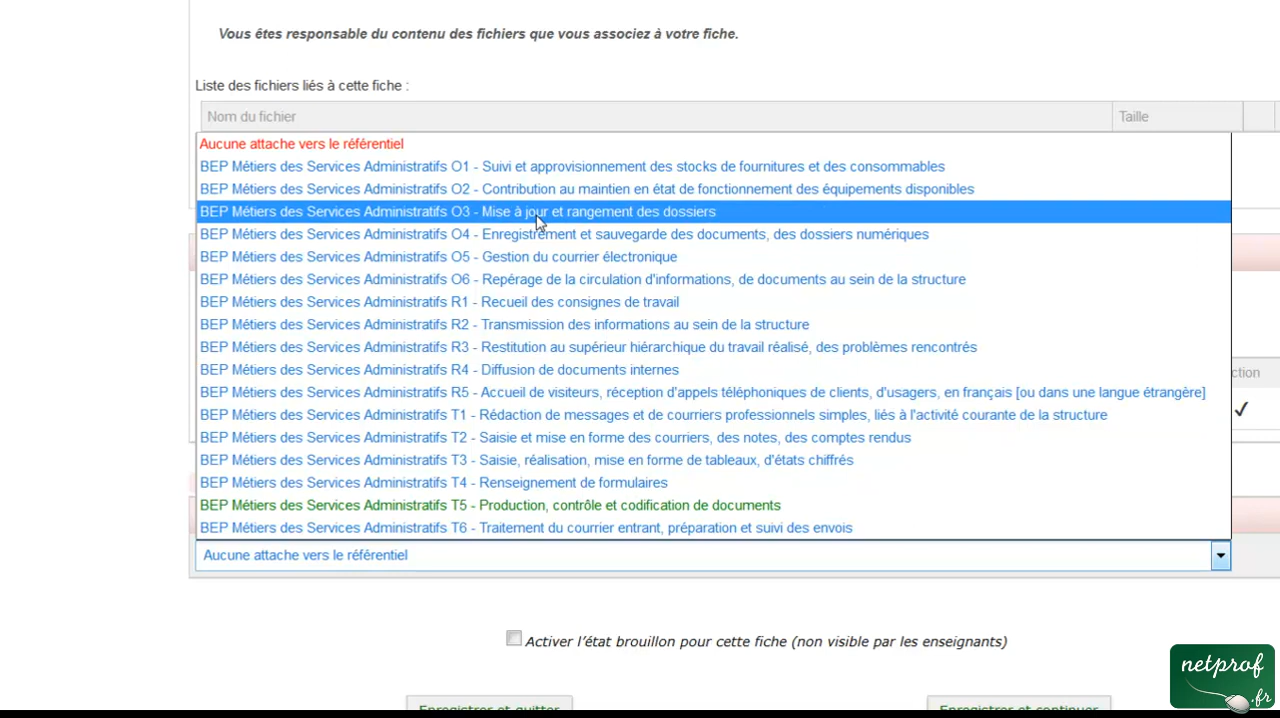 Vous êtes responsable du contenu des fichiers que vous associez à votre fiche.
Liste des fichiers liés à cette fiche :
Nom du fichier Taille
Aucune attache vers le référentiel
BEP Métiers des Services Administratifs O1 - Suivi et approvisionnement des stocks de fournitures et des consommables
BEP Métiers des Services Administratifs O2 - Contribution au maintien en état de fonctionnement des équipements disponibles
BEP Métiers des Services Administratifs O3 - Mise à jour et rangement des dossiers
BEP Métiers des Services Administratifs O4 - Enregistrement et sauvegarde des documents, des dossiers numériques
BEP Métiers des Services Administratifs O5 - Gestion du courrier électronique
BEP Métiers des Services Administratifs O6 - Repérage de la circulation d'informations, de documents au sein de la structure
BEP Métiers des Services Administratifs R1 - Recueil des consignes de travail
BEP Métiers des Services Administratifs R2 - Transmission des informations au sein de la structure
BEP Métiers des Services Administratifs R3 - Restitution au supérieur hiérarchique du travail réalisé, des problèmes rencontrés
BEP Métiers des Services Administratifs R4 - Diffusion de documents internes
ction
BEP Métiers des Services Administratifs R5 - Accueil de visiteurs, réception d'appels téléphoniques de clients, d'usagers, en français [ou dans une langue étrangère]
BEP Métiers des Services Administratifs T1 - Rédaction de messages et de courriers professionnels simples, liés à l'activité courante de la structure
BEP Métiers des Services Administratifs T2 - Saisie et mise en forme des courriers, des notes, des comptes rendus
BEP Métiers des Services Administratifs T3 - Saisie, réalisation, mise en forme de tableaux, d'états chiffrés
BEP Métiers des Services Administratifs T4 - Renseignement de formulaires
BEP Métiers des Services Administratifs T5 - Production, contrôle et codification de documents
BEP Métiers des Services Administratifs T6 - Traitement du courrier entrant, préparation et suivi des envois
Aucune attache vers le référentiel
Activer l'état brouillon pour cette fiche (non visible par les enseignants)
Enregistrer et quitter Enregistrer et continuer
netprof
.fr